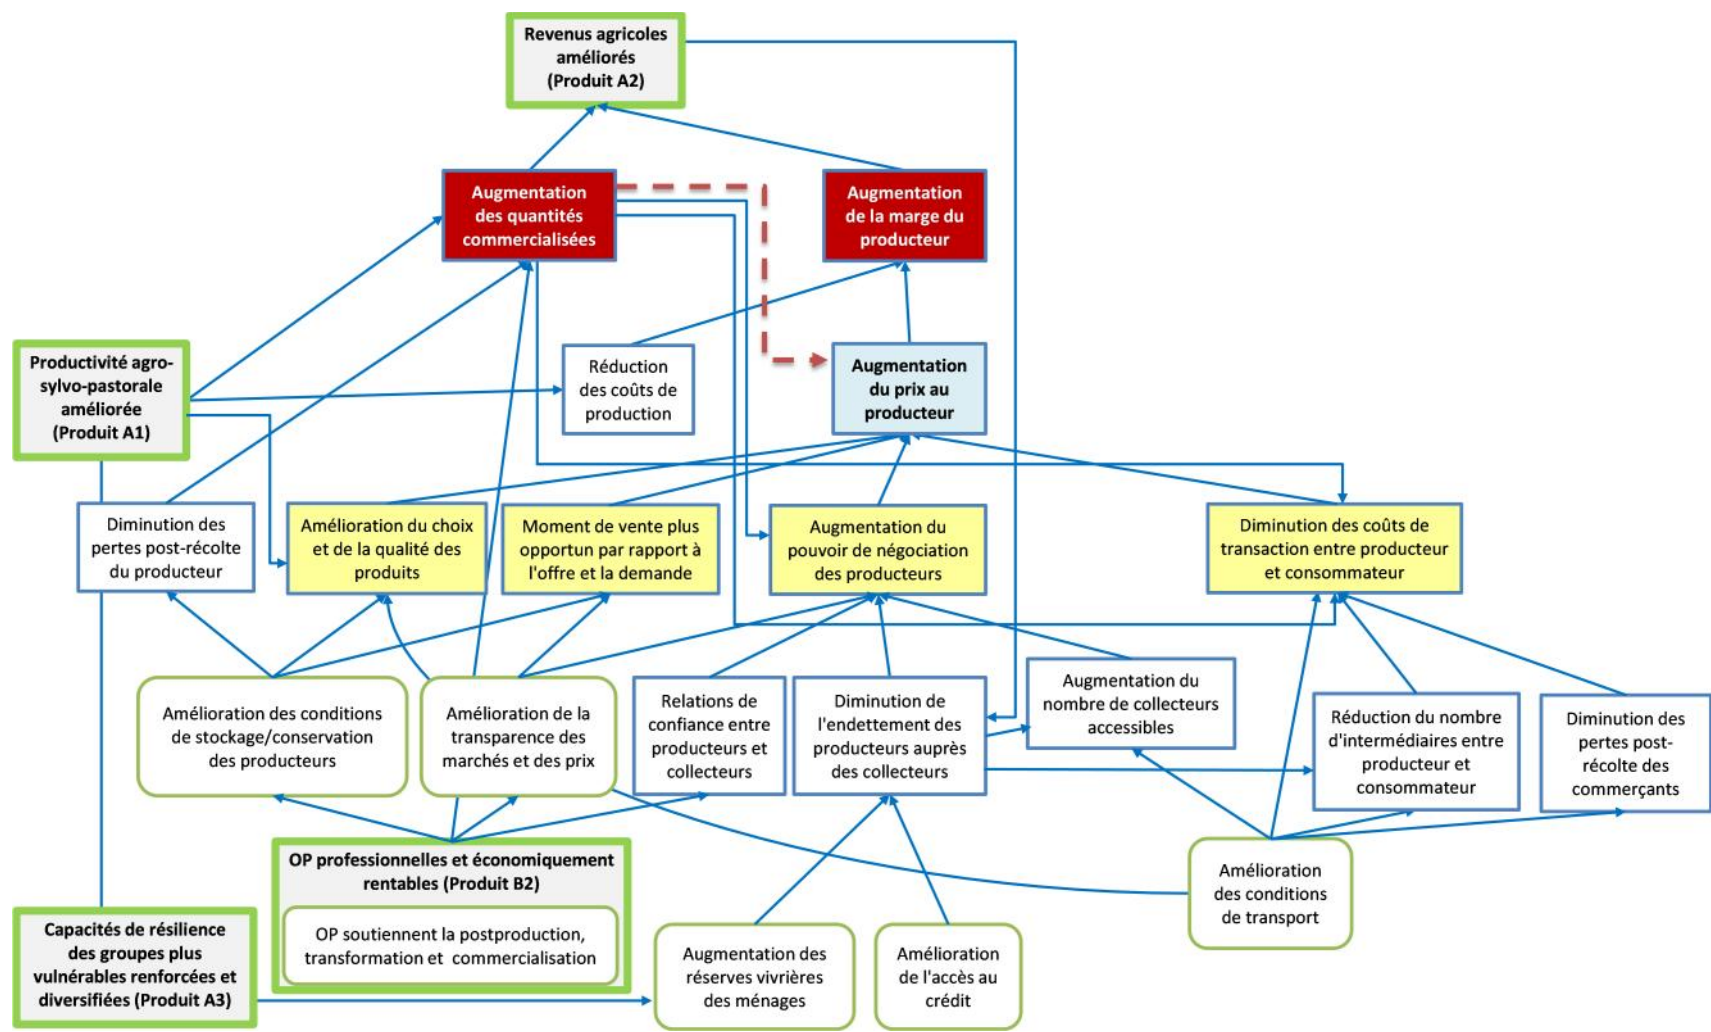 Revenus agricoles
améliorés
(Produit A2)
Augmentation
des quantités
commercialisées
Augmentation
de la marge du
producteur
Productivité agro-
sylvo-pastorale
améliorée
(Produit A1)
Réduction
des coûts de
production
Augmentation
du prix au
producteur
Diminution des
pertes post-récolte
du producteur
Amélioration du choix
et de la qualité des
produits
Moment de vente plus
opportun par rapport à
l'offre et la demande
Augmentation du
pouvoir de négociation
des producteurs
Diminution des coûts de
transaction entre producteur
et consommateur
Amélioration des conditions
de stockage/conservation
des producteurs
Amélioration de la
transparence des
marchés et des prix
Relations de
confiance entre
producteurs et
collecteurs
Diminution de
l'endettement des
producteurs auprès
des collecteurs
Augmentation du
nombre de collecteurs
accessibles
Réduction du nombre
d'intermédiaires entre
producteur et
consommateur
Diminution des
pertes post-
récolte des
commerçants
OP professionnelles et économiquement
rentables (Produit B2)
OP soutiennent la postproduction,
transformation et commercialisation
Amélioration
des conditions
de transport
Capacités de résilience
des groupes plus
vulnérables renforcées et
diversifiées (Produit A3)
Augmentation des
réserves vivrières
des ménages
Amélioration
de l'accès au
crédit